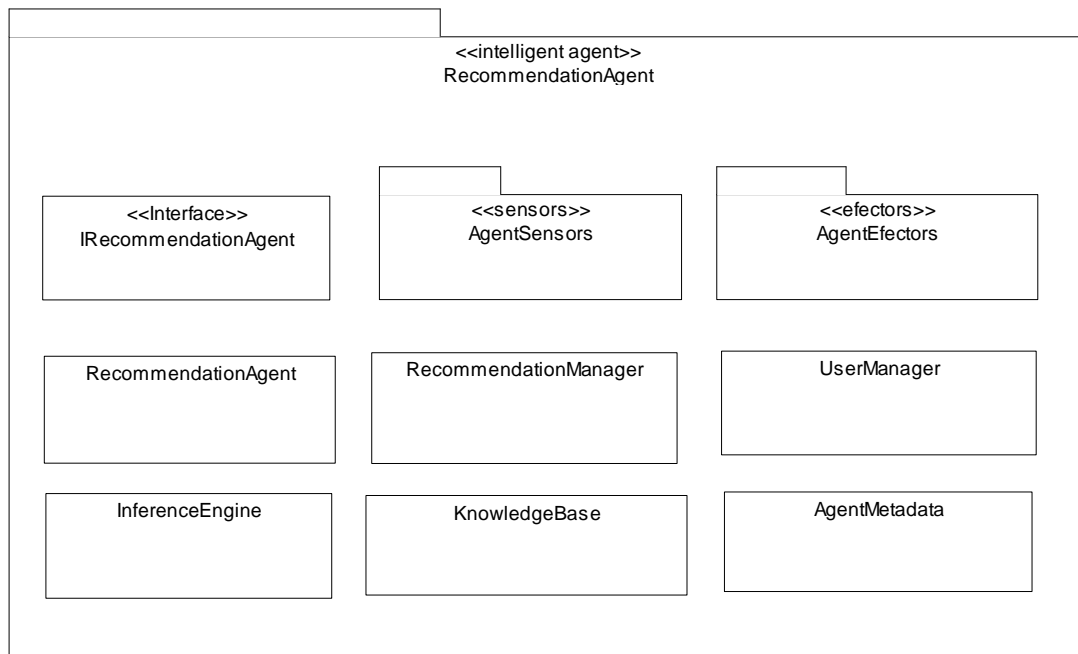 <<intelligent agent>>
RecommendationAgent
<<Interface>>
IRecommendationAgent
<<sensors>>
AgentSensors
<<efectors>>
AgentEfectors
RecommendationAgent
RecommendationManager
UserManager
InferenceEngine
KnowledgeBase
AgentMetadata